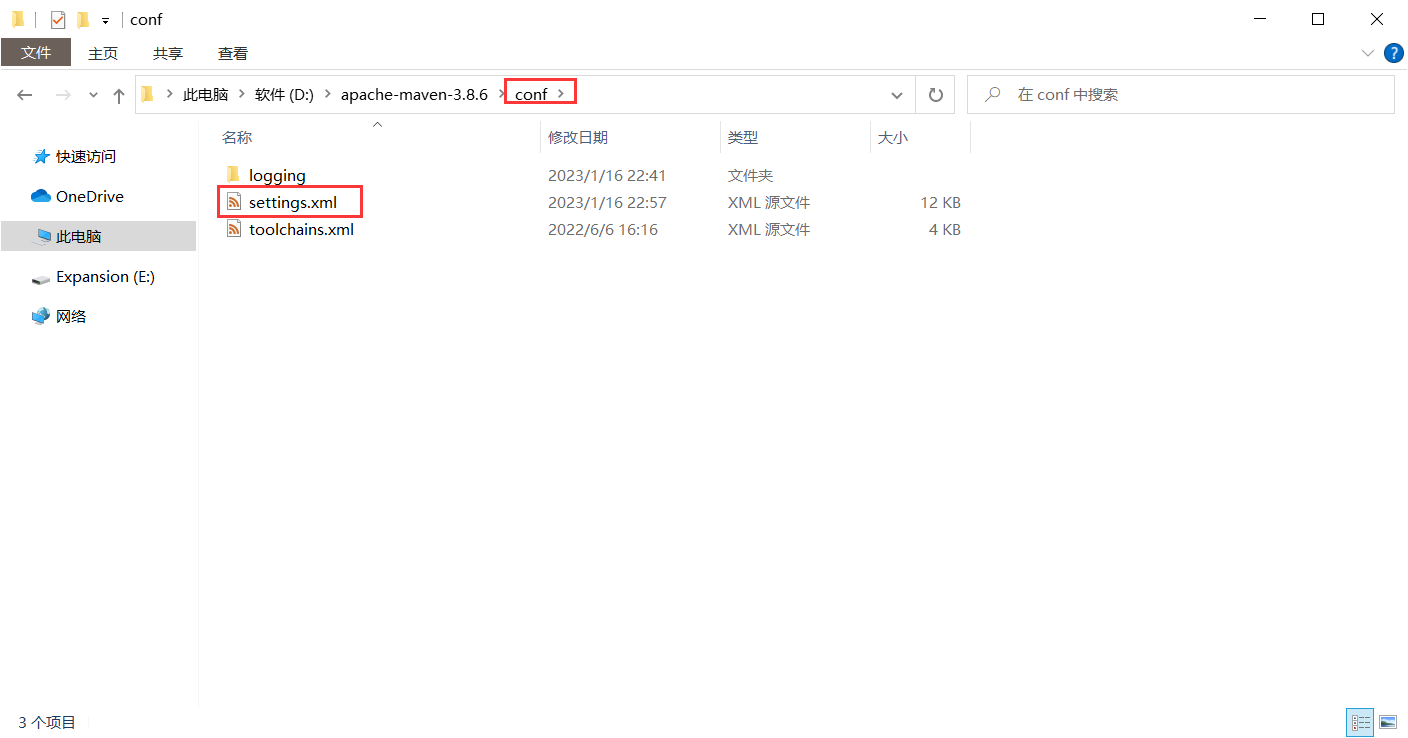 conf
文件 主页 共享 查看
此电脑 软件 (D:) apache-maven-3.8.6 conf 在 conf 中搜索
名称 修改日期 类型 大小
快速访问
OneDrive
此电脑
Expansion (E:)
网络
logging 2023/1/16 22:41 文件夹
settings.xml 2023/1/16 22:57 XML 源文件 12 KB
toolchains.xml 2022/6/6 16:16 XML 源文件 4 KB
3 个项目